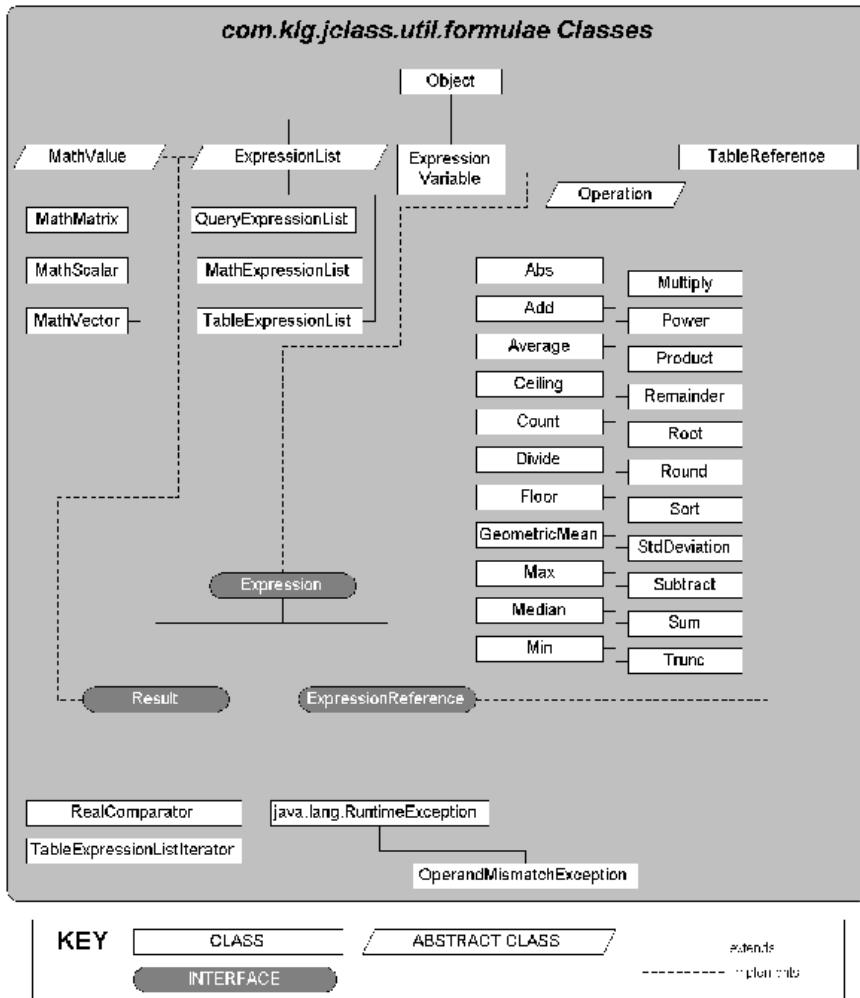 com.klg.jclass.util.formulae Classes
Object
MathValue
ExpressionList
Expression
Variable
TableReference
Operation
MathMatrix
QueryExpressionList
MathScalar
MathExpressionList
MathVector
TableExpressionList
Abs
Add
Average
Ceiling
Count
Divide
Floor
GeometricMean
Max
Median
Min
Multiply
Power
Product
Remainder
Root
Round
Sort
StdDeviation
Subtract
Sum
Trunc
Expression
Result
ExpressionReference
RealComparator
java.lang.RuntimeException
TableExpressionListIterator
OperandMismatchException
KEY
CLASS
ABSTRACT CLASS
INTERFACE
extends
implements